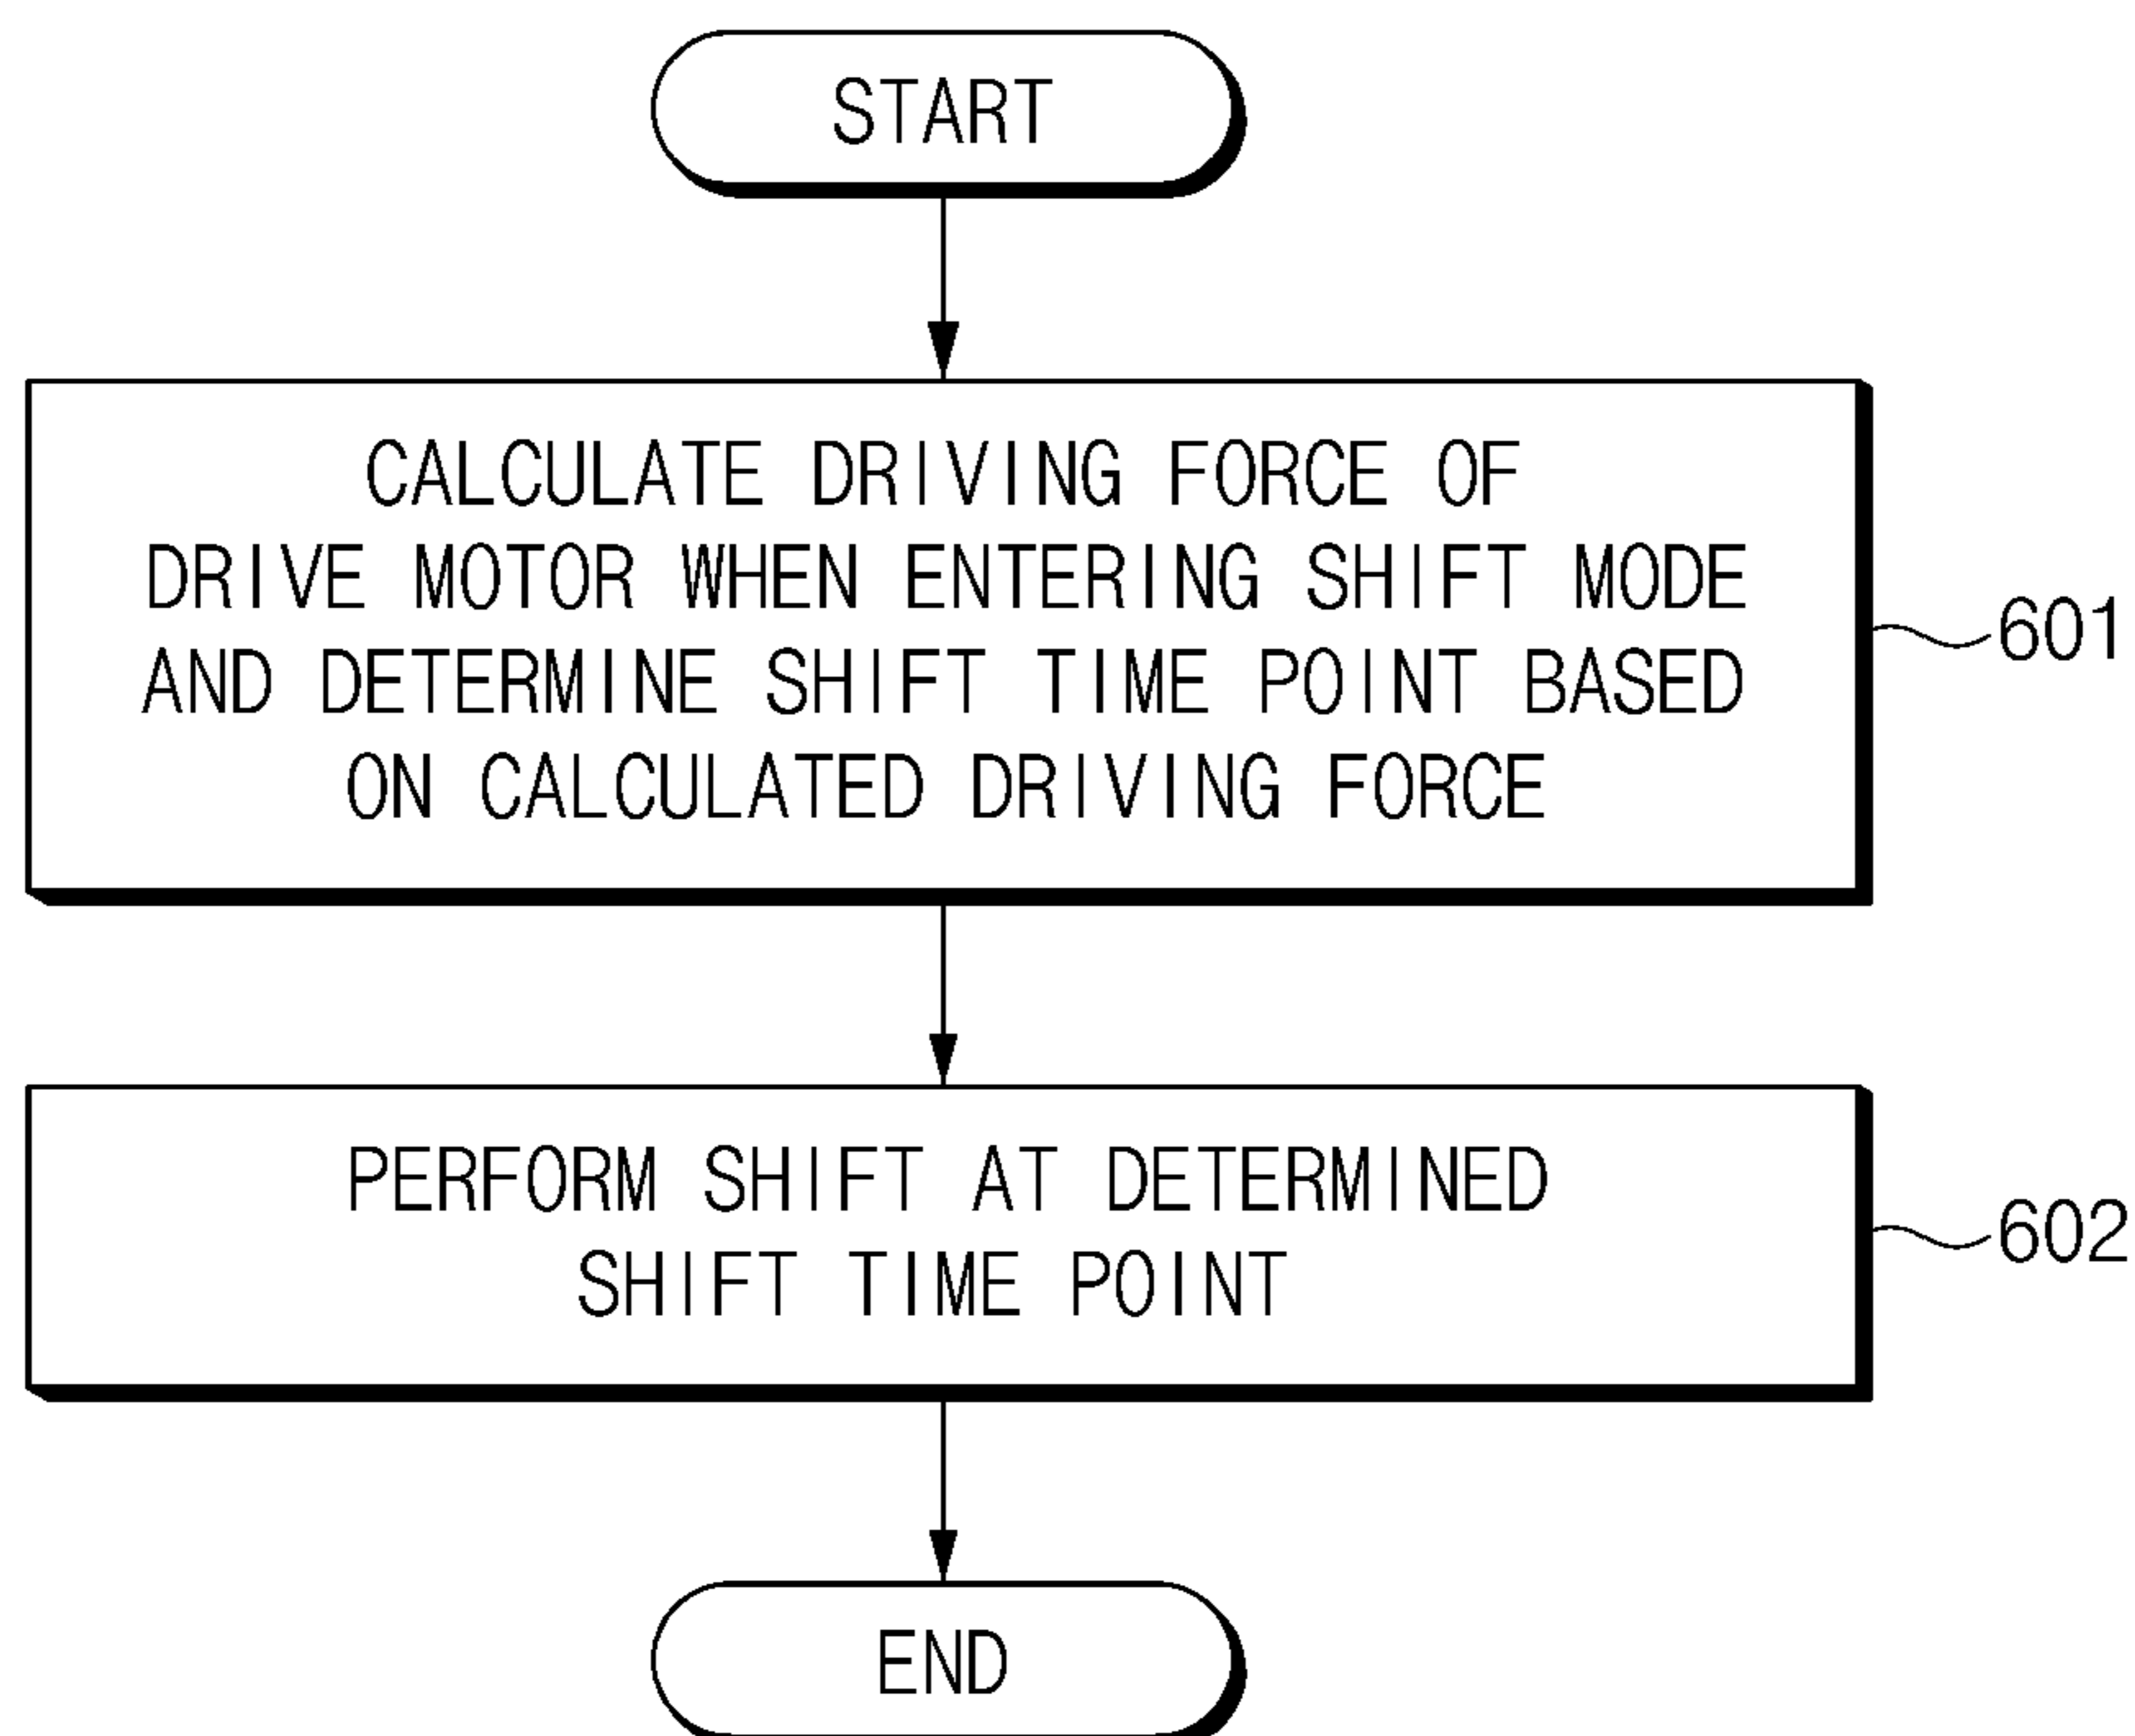 START
CALCULATE DRIVING FORCE OF
DRIVE MOTOR WHEN ENTERING SHIFT MODE
AND DETERMINE SHIFT TIME POINT BASED
ON CALCULATED DRIVING FORCE
601
PERFORM SHIFT AT DETERMINED
SHIFT TIME POINT
602
END